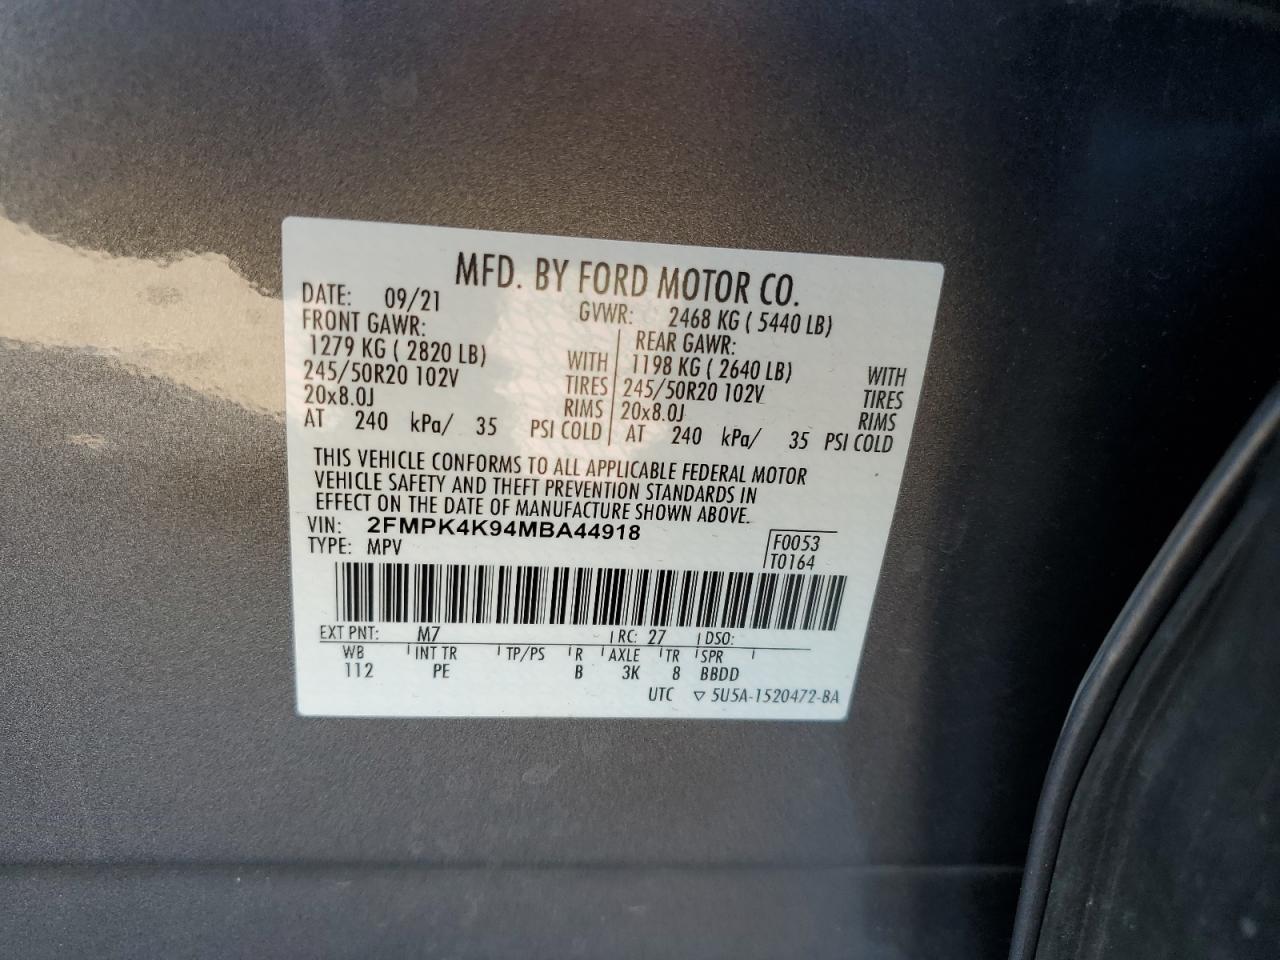 MFD. BY FORD MOTOR CO.
DATE: 09/21 GVWR: 2468 KG ( 5440 LB)
FRONT GAWR: REAR GAWR:
1279 KG ( 2820 LB) WITH 1198 KG ( 2640 LB) WITH
245/50R20 102V TIRES 245/50R20 102V TIRES
20x8.0J RIMS 20x8.0J RIMS
AT 240 kPa/ 35 PSI COLD AT 240 kPa/ 35 PSI COLD
THIS VEHICLE CONFORMS TO ALL APPLICABLE FEDERAL MOTOR
VEHICLE SAFETY AND THEFT PREVENTION STANDARDS IN
EFFECT ON THE DATE OF MANUFACTURE SHOWN ABOVE.
VIN: 2FMPK4K94MBA44918
TYPE: MPV
F0053
T0164
EXT PNT: M7 RC: 27 DSO:
WB INT TR TP/PS R AXLE TR SPR
112 PE B 3K 8 BBDD
UTC ▽ 5U5A-1520472-BA